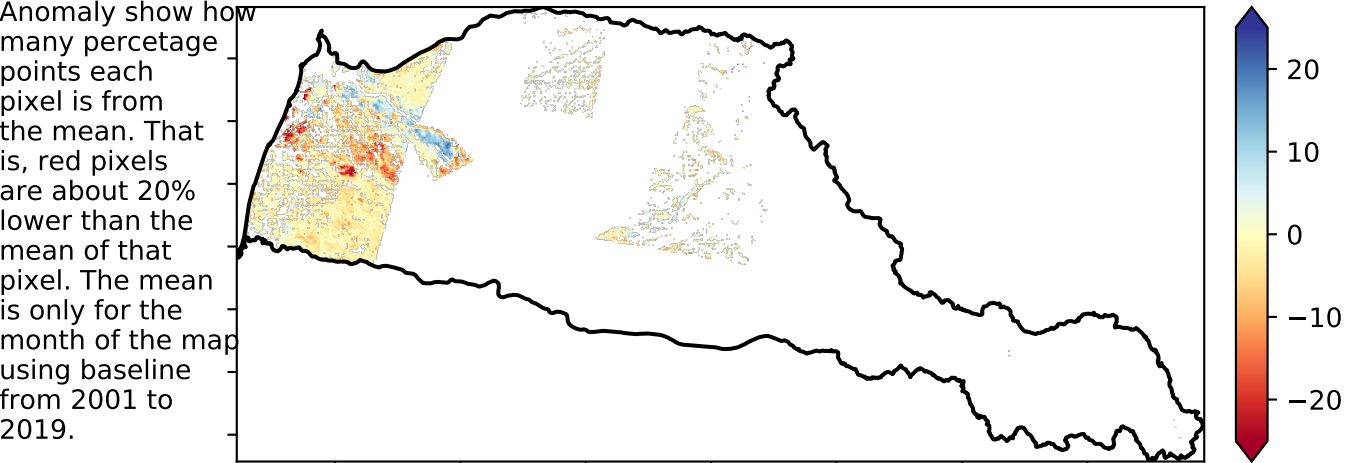 Anomaly show how
many percetage
points each
pixel is from
the mean. That
is, red pixels
are about 20%
lower than the
mean of that
pixel. The mean
is only for the
month of the map
using baseline
from 2001 to
2019.
20
10
0
−10
−20